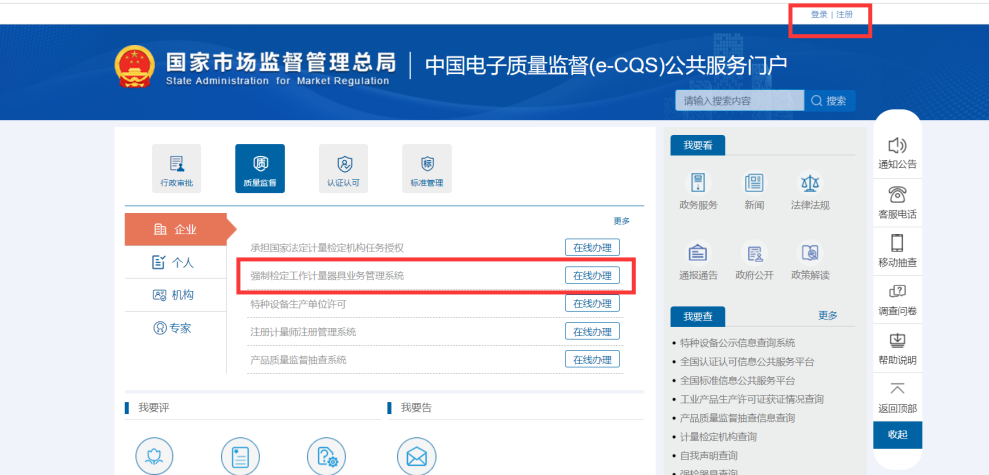 登录 | 注册
国家市场监督管理总局
State Administration for Market Regulation
中国电子质量监督(e-CQS)公共服务门户
请输入搜索内容
搜索
行政审批
质
质量监督
认证认可
标
标准管理
更多
企业
个人
机构
专家
承担国家法定计量检定机构任务授权 在线办理
强制检定工作计量器具业务管理系统 在线办理
特种设备生产单位许可 在线办理
注册计量师注册管理系统 在线办理
产品质量监督抽查系统 在线办理
我要评
我要告
我要看
政务服务
新闻
法律法规
通报通告
政府公开
政策解读
我要查
更多
特种设备公示信息查询系统
全国认证认可信息公共服务平台
全国标准信息公共服务平台
工业产品生产许可证获证情况查询
产品质量监督抽查信息查询
计量检定机构查询
自我声明查询
强检器具查询
通知公告
客服电话
移动抽查
调查问卷
帮助说明
返回顶部
收起